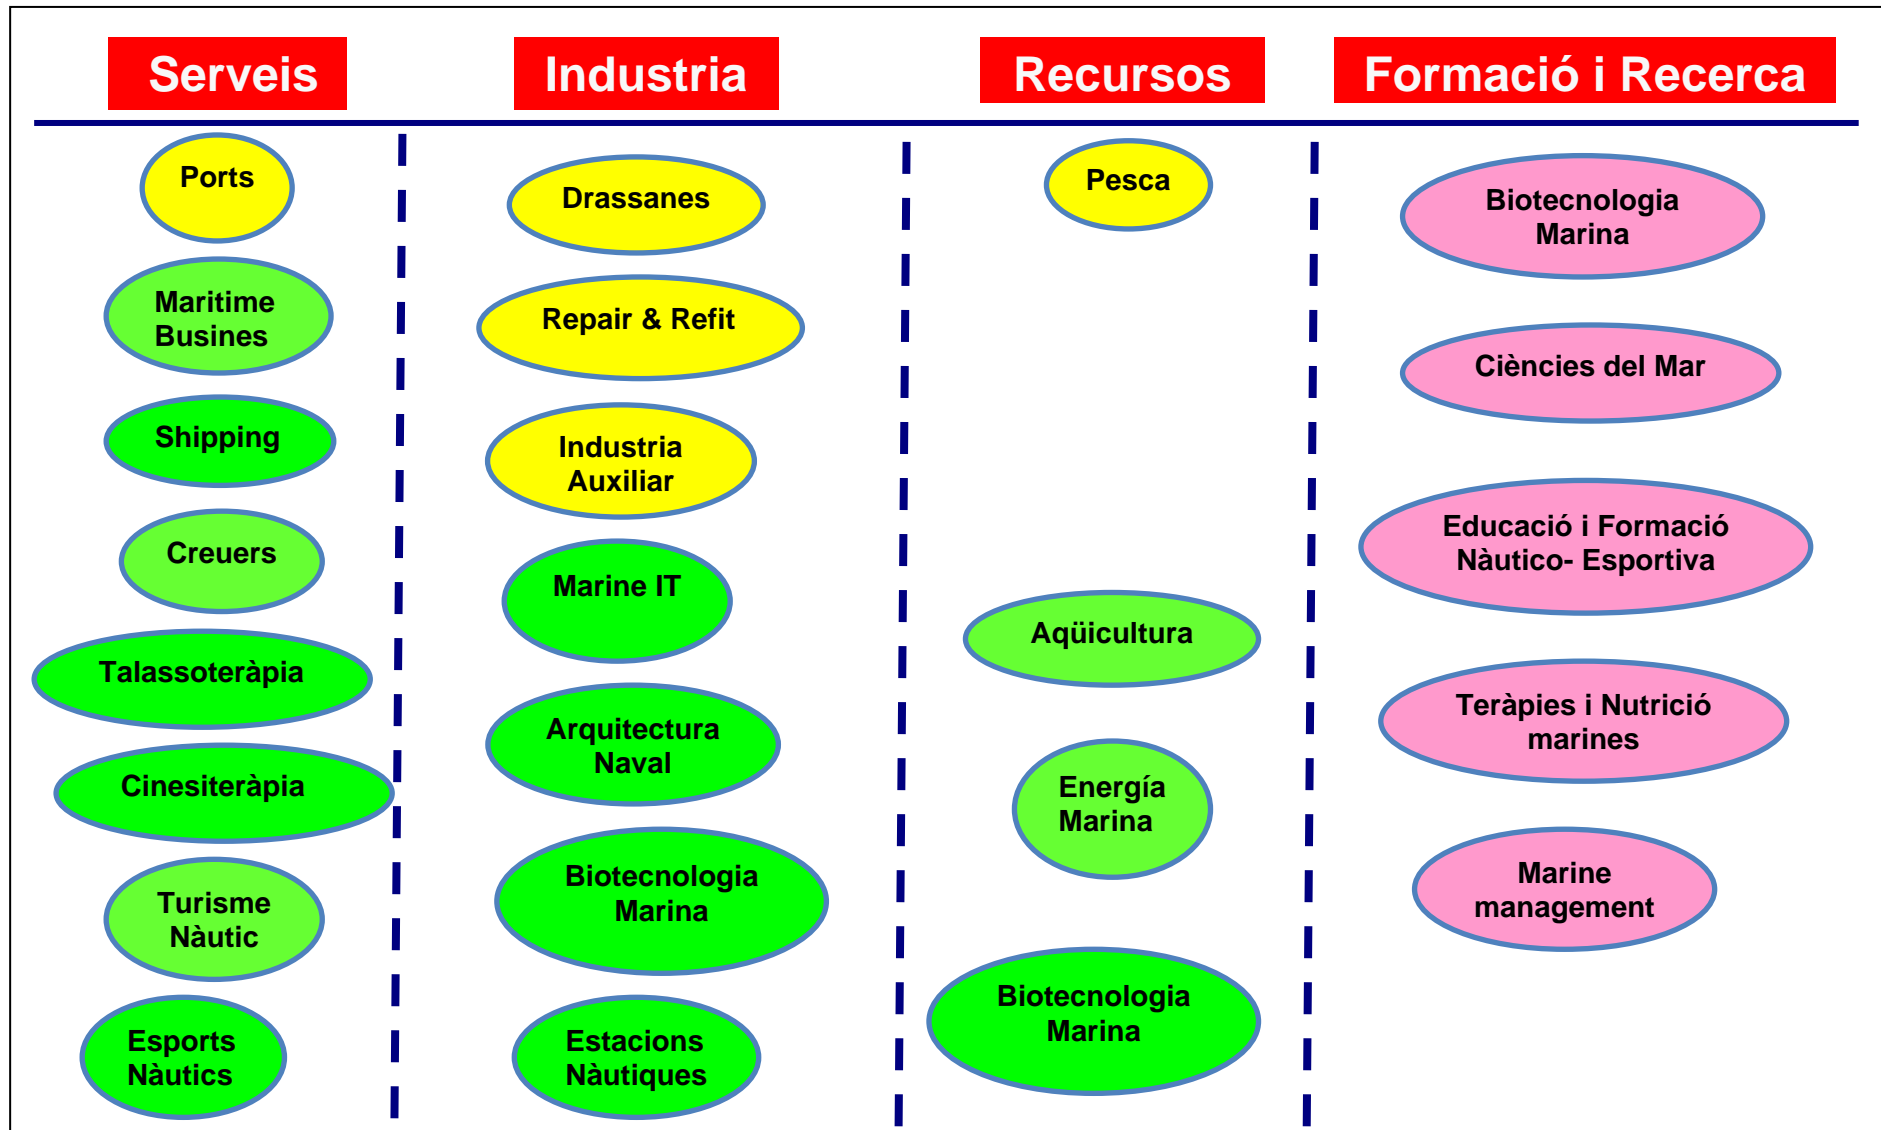 Serveis
Industria
Recursos
Formació i Recerca
Ports
Maritime
Busines
Shipping
Creuers
Talassoteràpia
Cinesiteràpia
Turisme
Nàutic
Esports
Nàutics
Drassanes
Repair & Refit
Industria
Auxiliar
Marine IT
Arquitectura
Naval
Biotecnologia
Marina
Estacions
Nàutiques
Pesca
Aqüicultura
Energía
Marina
Biotecnologia
Marina
Biotecnologia
Marina
Ciències del Mar
Educació i Formació
Nàutico- Esportiva
Teràpies i Nutrició
marines
Marine
management